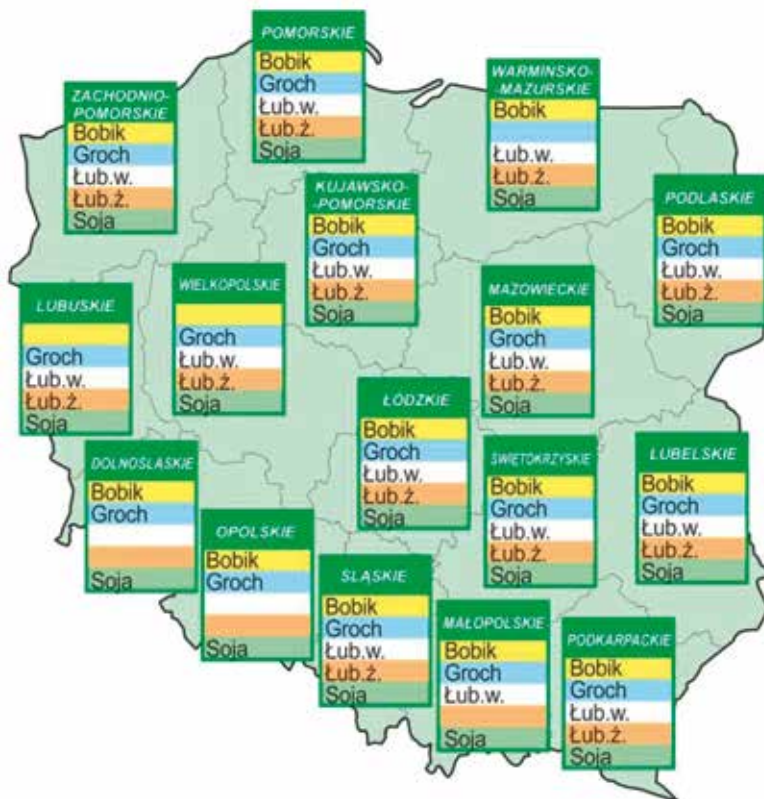 POMORSKIE
Bobik
Groch
Łub.w.
Łub.ż.
Soja
ZACHODNIO-
POMORSKIE
Bobik
Groch
Łub.w.
Łub.ż.
Soja
WARMIŃSKO-
-MAZURSKIE
Bobik
Łub.w.
Łub.ż.
Soja
KUJAWSKO-
-POMORSKIE
Bobik
Groch
Łub.w.
Łub.ż.
Soja
PODLASKIE
Bobik
Groch
Łub.w.
Łub.ż.
Soja
LUBUSKIE
Groch
Łub.w.
Łub.ż.
Soja
WIELKOPOLSKIE
Groch
Łub.w.
Łub.ż.
Soja
MAZOWIECKIE
Bobik
Groch
Łub.w.
Łub.ż.
Soja
ŁÓDZKIE
Bobik
Groch
Łub.w.
Łub.ż.
Soja
DOLNOŚLĄSKIE
Bobik
Groch
Soja
ŚWIĘTOKRZYSKIE
Bobik
Groch
Łub.w.
Łub.ż.
Soja
LUBELSKIE
Bobik
Groch
Łub.w.
Łub.ż.
Soja
OPOLSKIE
Bobik
Groch
Soja
ŚLĄSKIE
Bobik
Groch
Łub.w.
Łub.ż.
Soja
MAŁOPOLSKIE
Bobik
Groch
Łub.w.
Soja
PODKARPACKIE
Bobik
Groch
Łub.w.
Łub.ż.
Soja